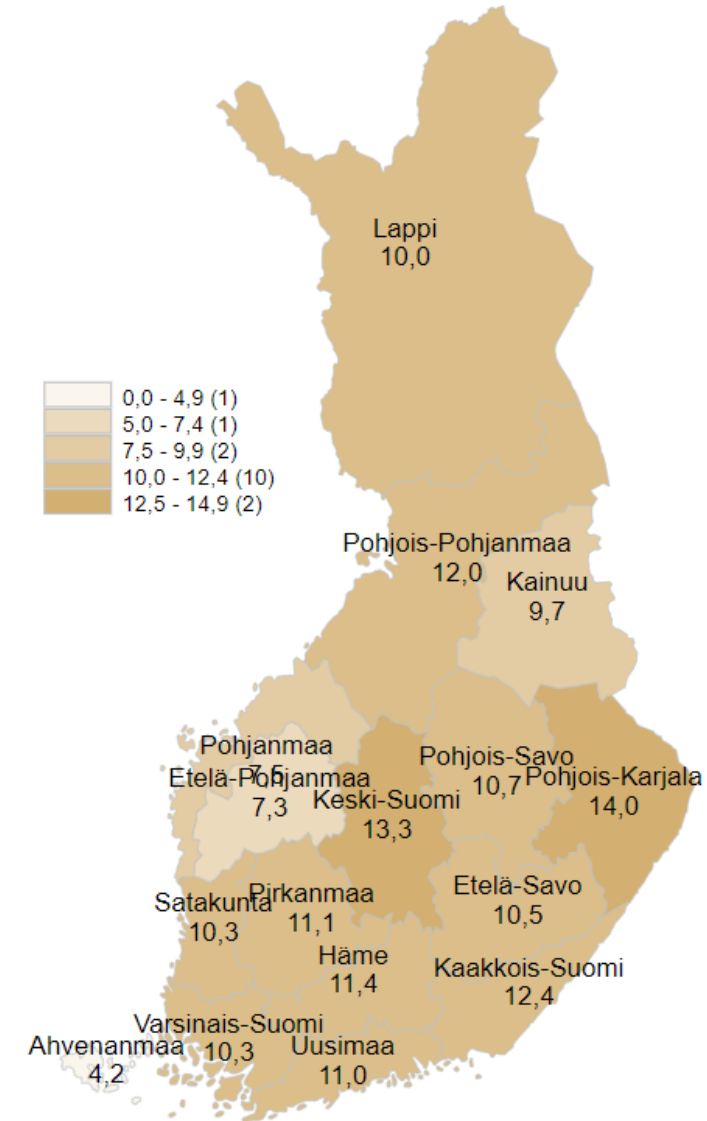 Lappi
10,0
0,0 - 4,9 (1)
5,0 - 7,4 (1)
7,5 - 9,9 (2)
10,0 - 12,4 (10)
12,5 - 14,9 (2)
Pohjois-Pohjanmaa
12,0
Kainuu
9,7
Pohjanmaa
7,5
Etelä-Pohjanmaa
7,3
Keski-Suomi
13,3
Pohjois-Savo
10,7
Pohjois-Karjala
14,0
Satakunta
10,3
Pirkanmaa
11,1
Etelä-Savo
10,5
Häme
11,4
Kaakkois-Suomi
12,4
Varsinais-Suomi
10,3
Uusimaa
11,0
Ahvenanmaa
4,2